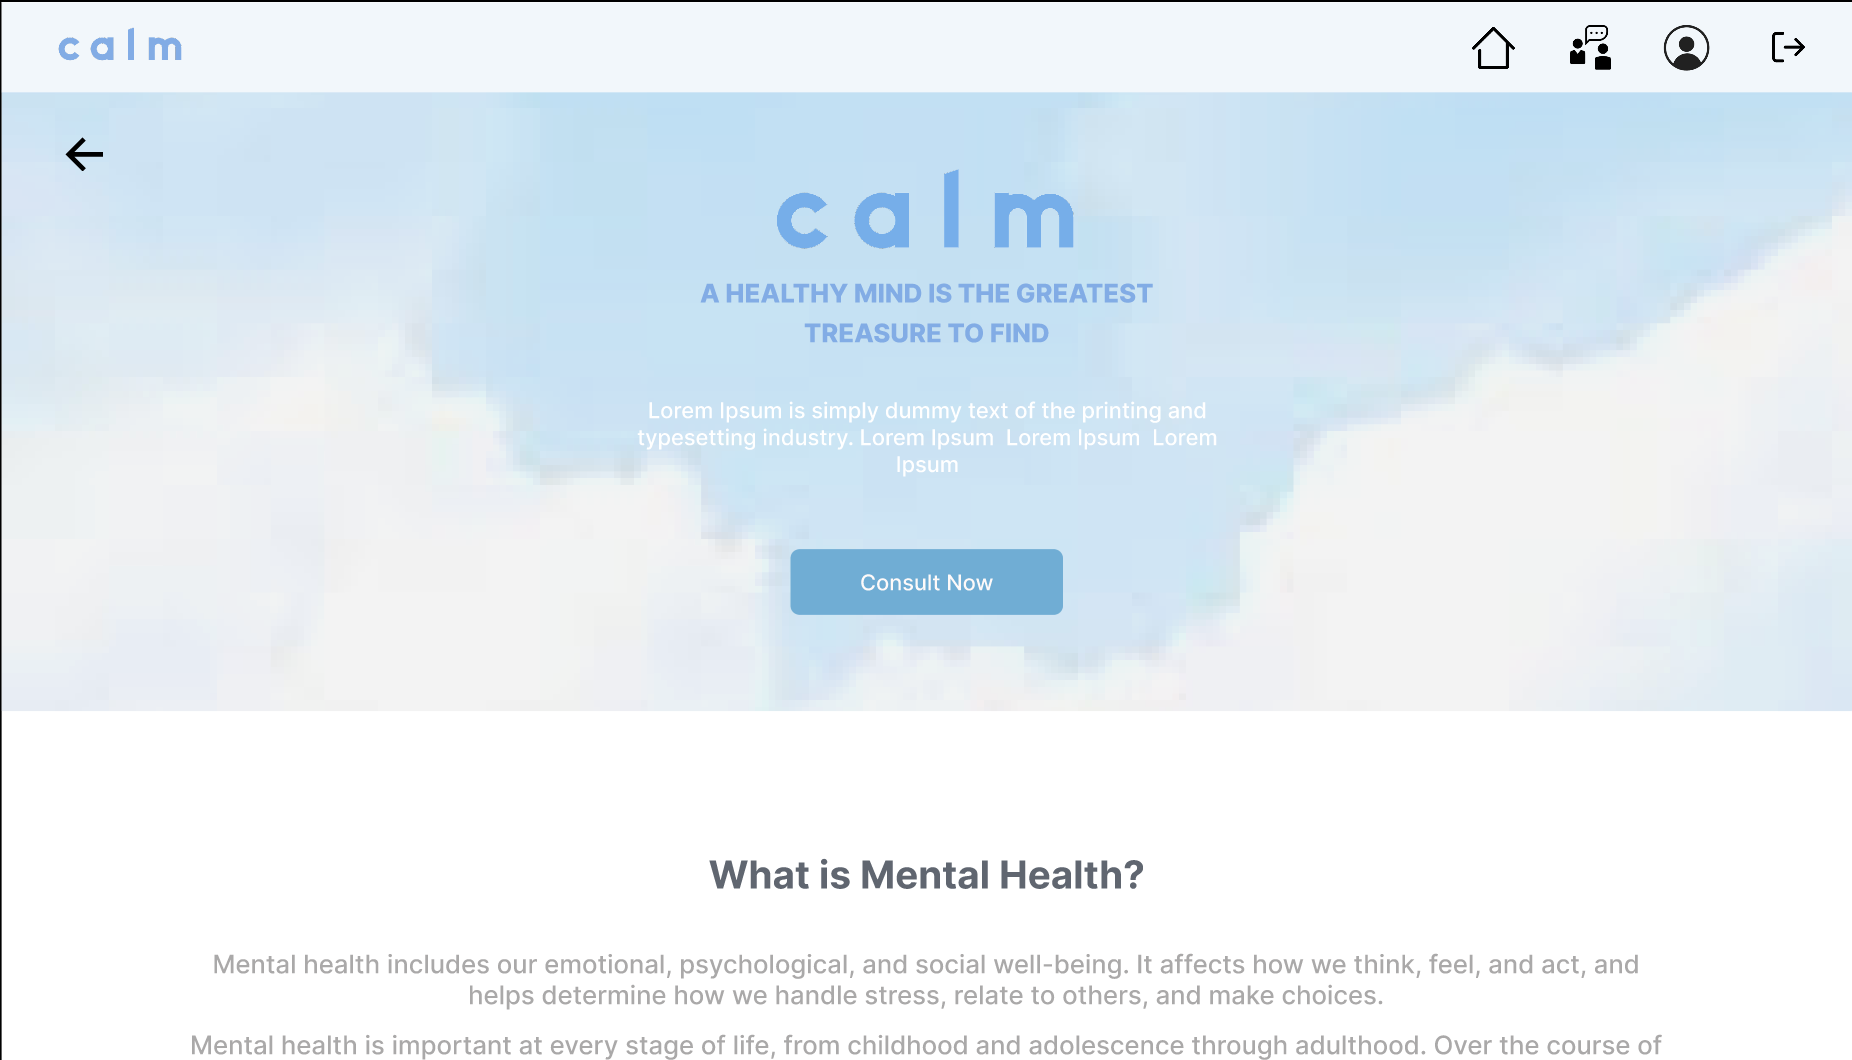 calm
calm
A HEALTHY MIND IS THE GREATEST
TREASURE TO FIND
Lorem Ipsum is simply dummy text of the printing and
typesetting industry. Lorem Ipsum  Lorem Ipsum  Lorem
Ipsum
Consult Now
What is Mental Health?
Mental health includes our emotional, psychological, and social well-being. It affects how we think, feel, and act, and
helps determine how we handle stress, relate to others, and make choices.
Mental health is important at every stage of life, from childhood and adolescence through adulthood. Over the course of